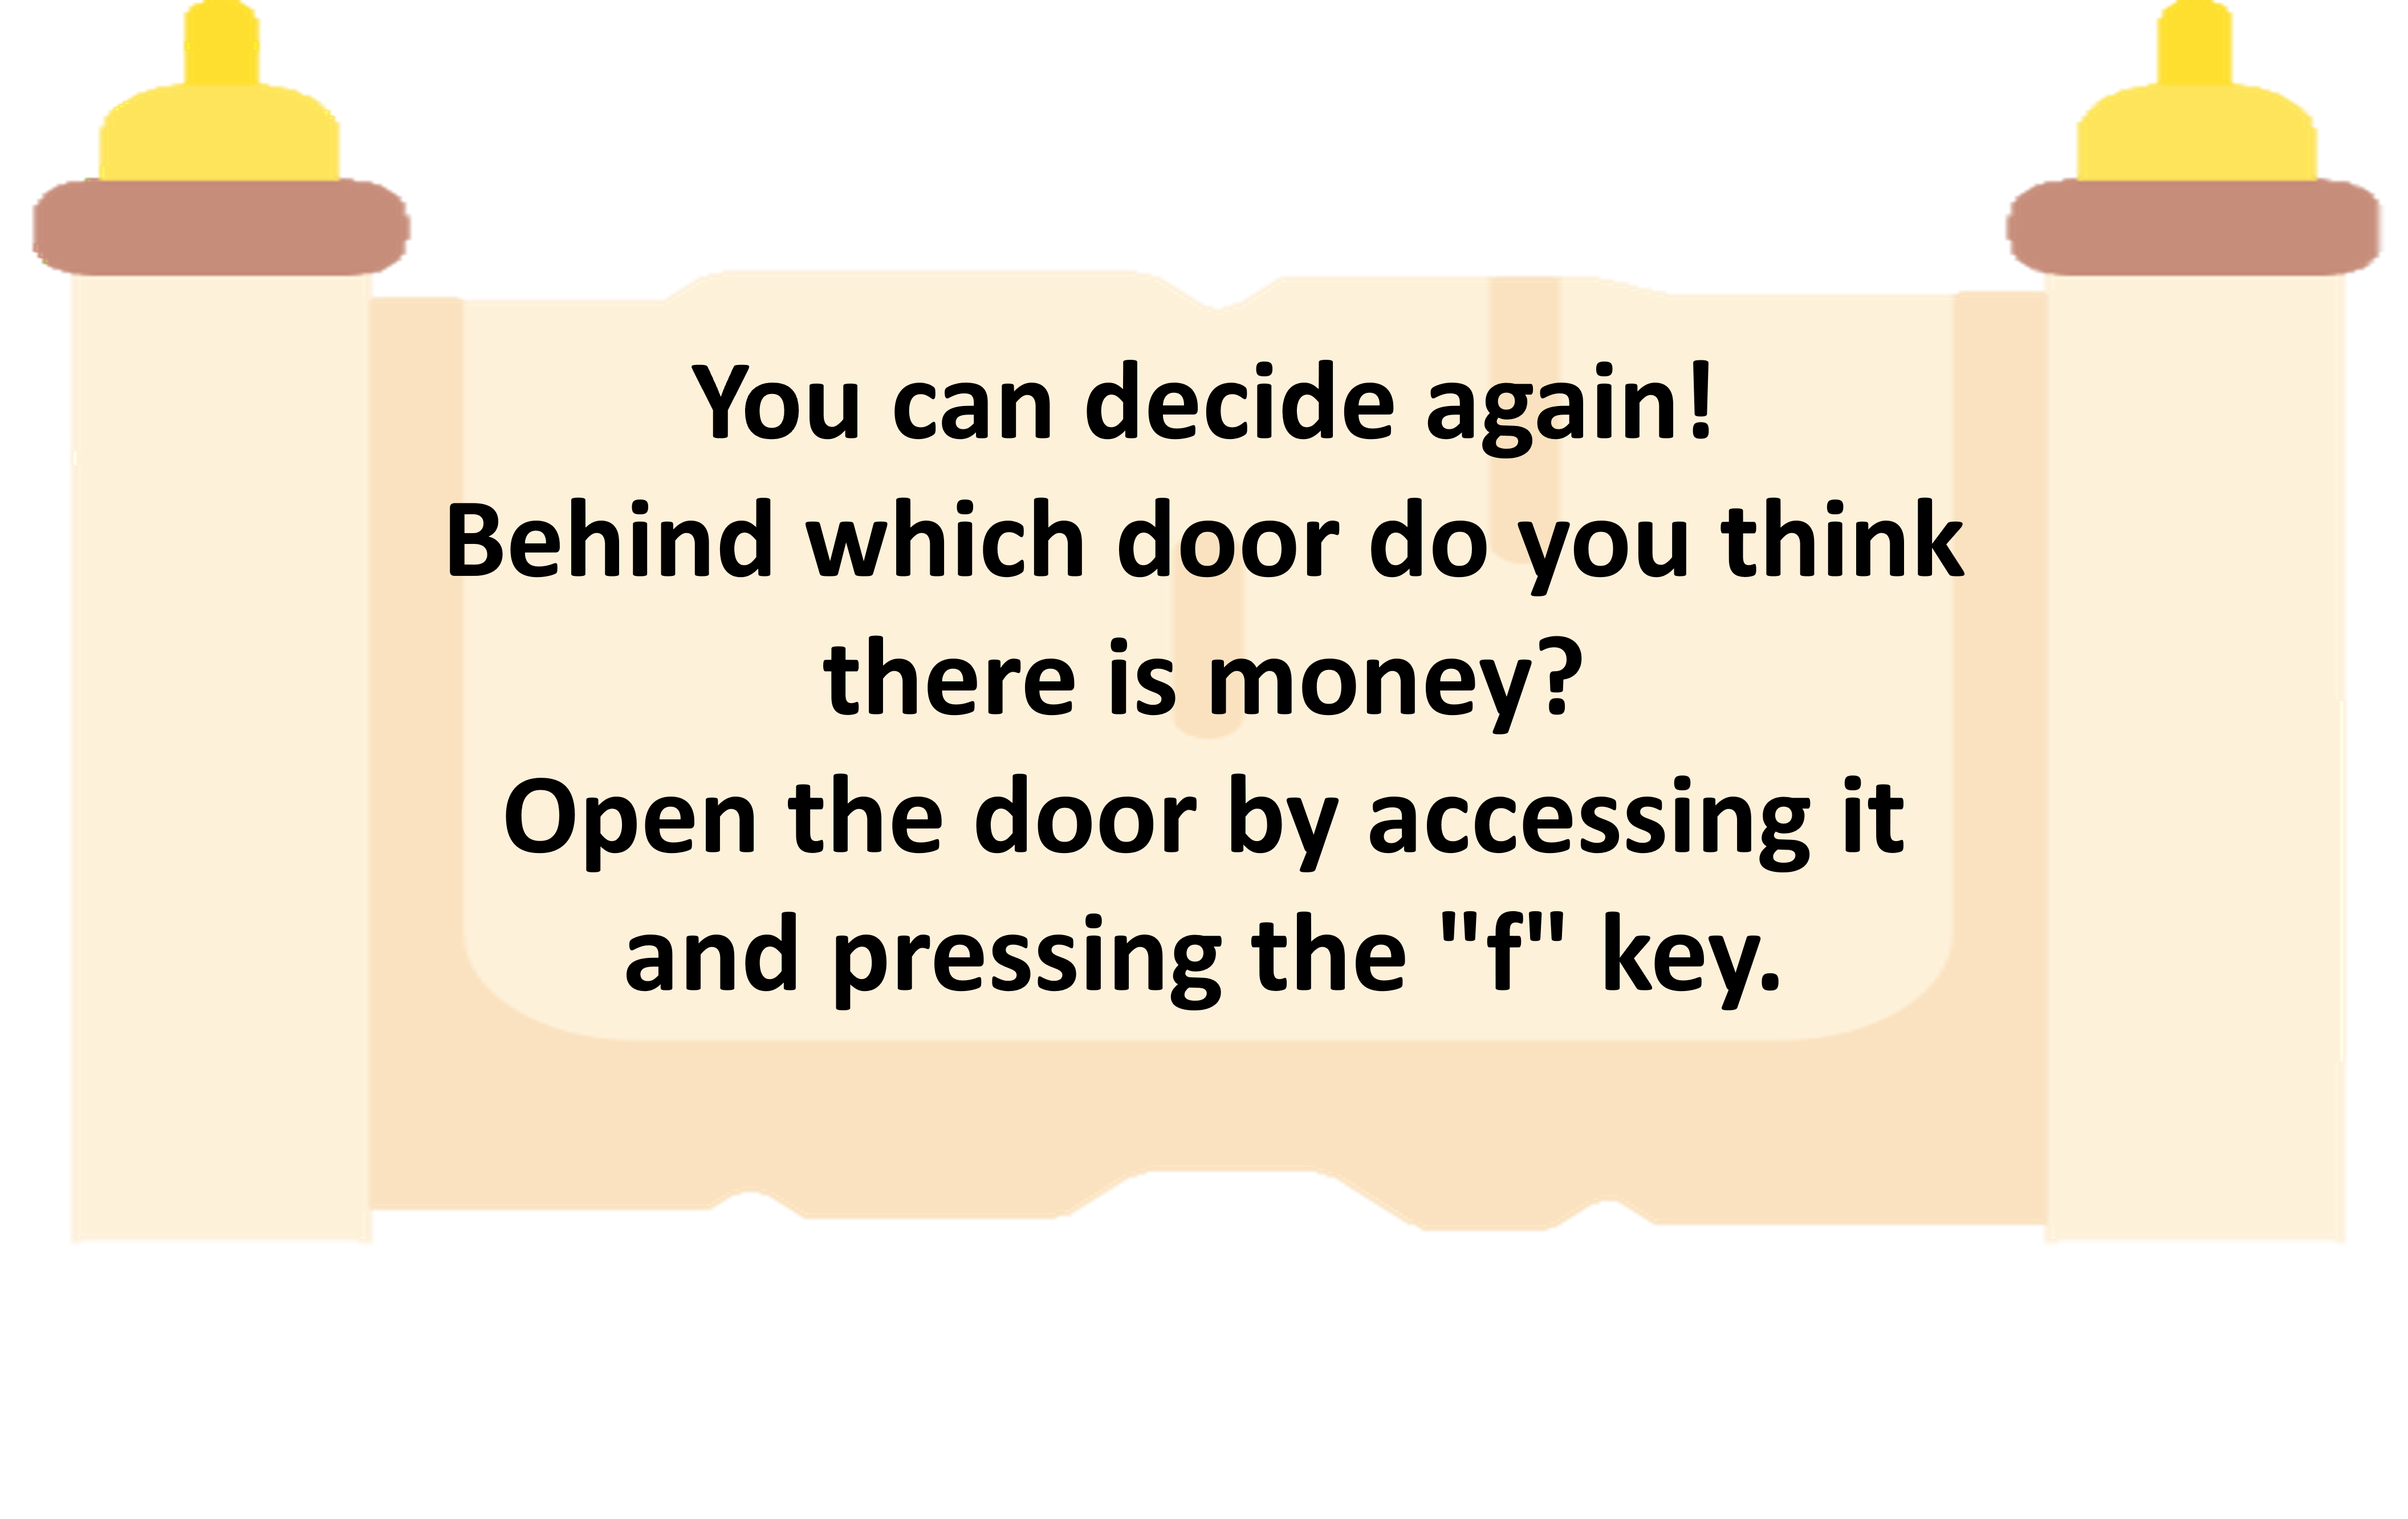 You can decide again!
Behind which door do you think
there is money?
Open the door by accessing it
and pressing the "f" key.